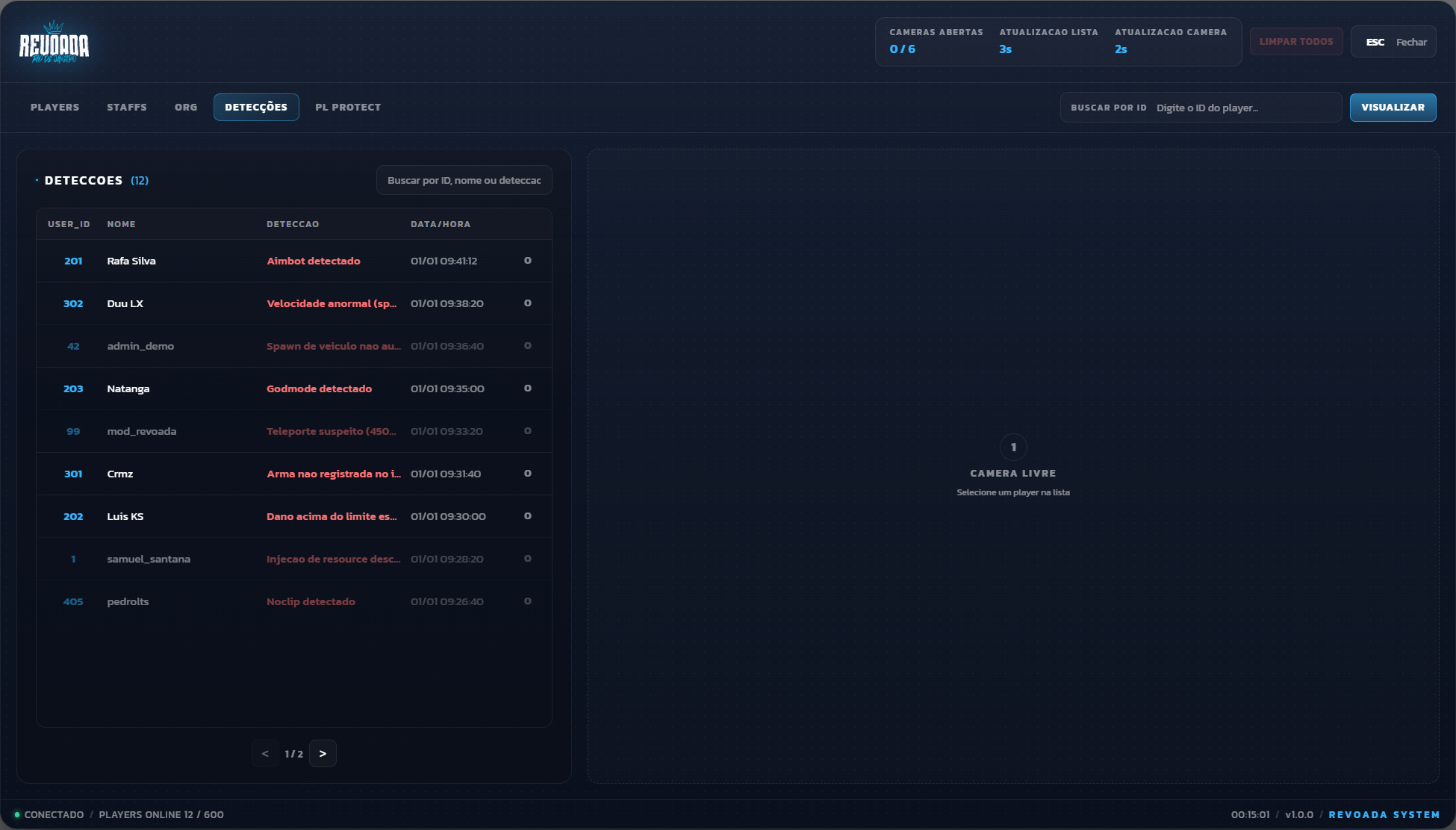 REVOADA
RIO DE JANEIRO
CAMERAS ABERTAS ATUALIZACAO LISTA ATUALIZACAO CAMERA
0 / 6 3s 2s
LIMPAR TODOS
ESC Fechar
PLAYERS STAFFS ORG DETECÇÕES PL PROTECT
BUSCAR POR ID Digite o ID do player...
VISUALIZAR
DETECCOES (12)
Buscar por ID, nome ou deteccao
USER_ID NOME DETECCAO DATA/HORA
201 Rafa Silva Aimbot detectado 01/01 09:41:12 0
302 Duu LX Velocidade anormal (sp... 01/01 09:38:20 0
42 admin_demo Spawn de veiculo nao au... 01/01 09:36:40 0
203 Natanga Godmode detectado 01/01 09:35:00 0
99 mod_revoada Teleporte suspeito (450... 01/01 09:33:20 0
301 Crmz Arma nao registrada no i... 01/01 09:31:40 0
202 Luis KS Dano acima do limite es... 01/01 09:30:00 0
1 samuel_santana Injecao de resource desc... 01/01 09:28:20 0
405 pedrolts Noclip detectado 01/01 09:26:40 0
< 1 / 2 >
1
CAMERA LIVRE
Selecione um player na lista
CONECTADO / PLAYERS ONLINE 12 / 600
00:15:01 / v1.0.0 / REVOADA SYSTEM